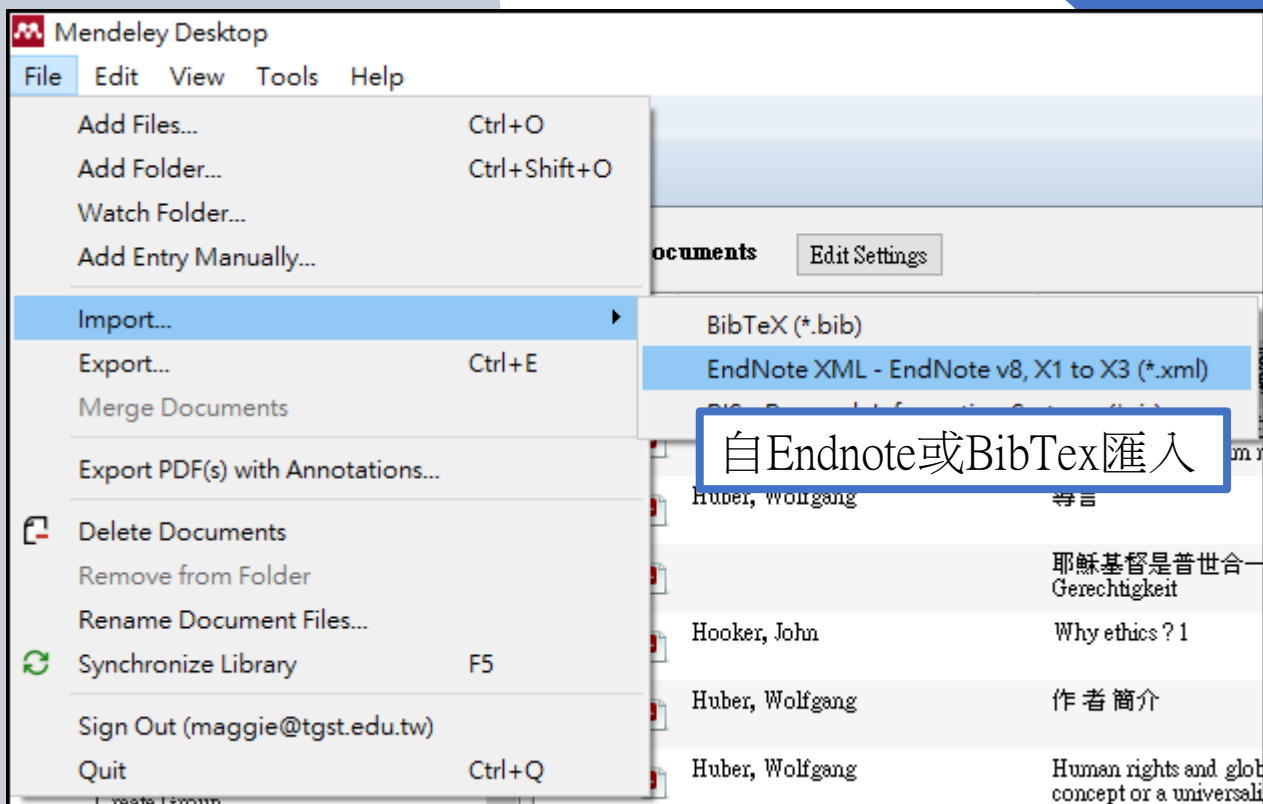 Mendeley Desktop
File Edit View Tools Help
Add Files... Ctrl+O
Add Folder... Ctrl+Shift+O
Watch Folder...
Add Entry Manually...
ocuments Edit Settings
Import...
BibTeX (*.bib)
Export... Ctrl+E
EndNote XML - EndNote v8, X1 to X3 (*.xml)
Merge Documents
自Endnote或BibTex匯入
Export PDF(s) with Annotations...
Huber, Wolfgang 導言
Delete Documents
Remove from Folder
耶穌基督是普世合一
Gerechtigkeit
Rename Document Files...
Hooker, John Why ethics ? 1
Synchronize Library F5
Huber, Wolfgang 作者簡介
Sign Out (maggie@tgst.edu.tw)
Quit Ctrl+Q
Huber, Wolfgang Human rights and glob
concept or a universali
Create Group